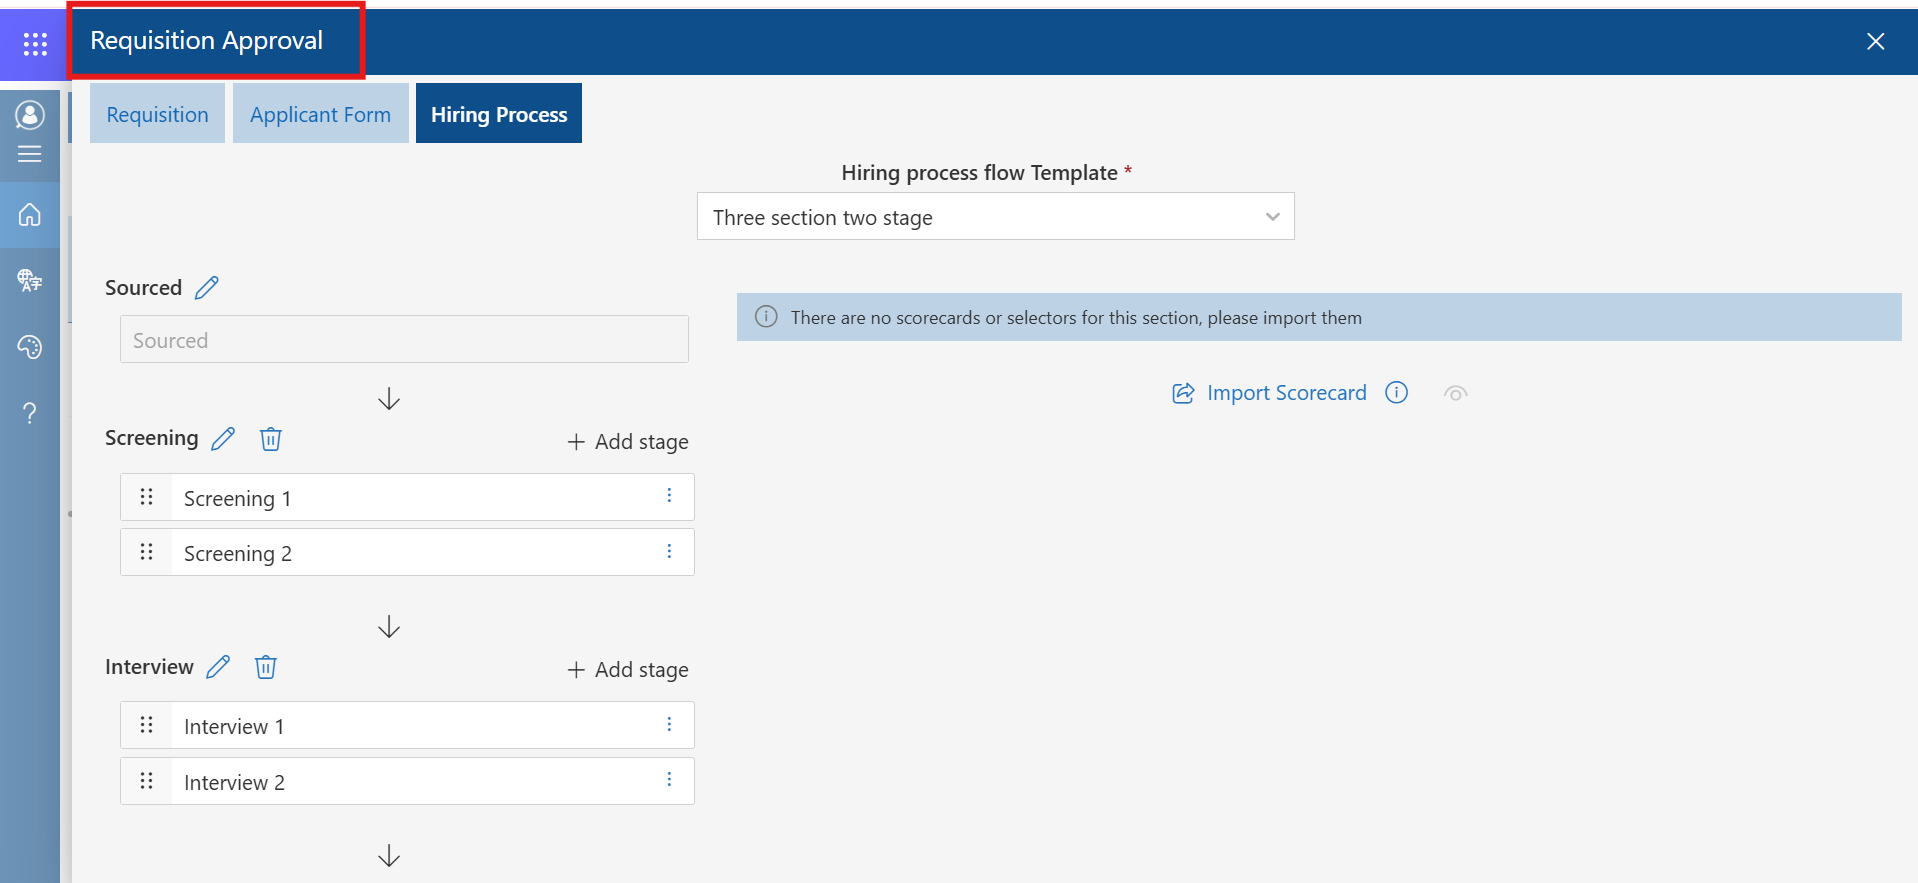 Requisition Approval
Requisition
Applicant Form
Hiring Process
Hiring process flow Template *
Three section two stage
Sourced
Sourced
There are no scorecards or selectors for this section, please import them
Import Scorecard
Screening
+ Add stage
Screening 1
Screening 2
Interview
+ Add stage
Interview 1
Interview 2